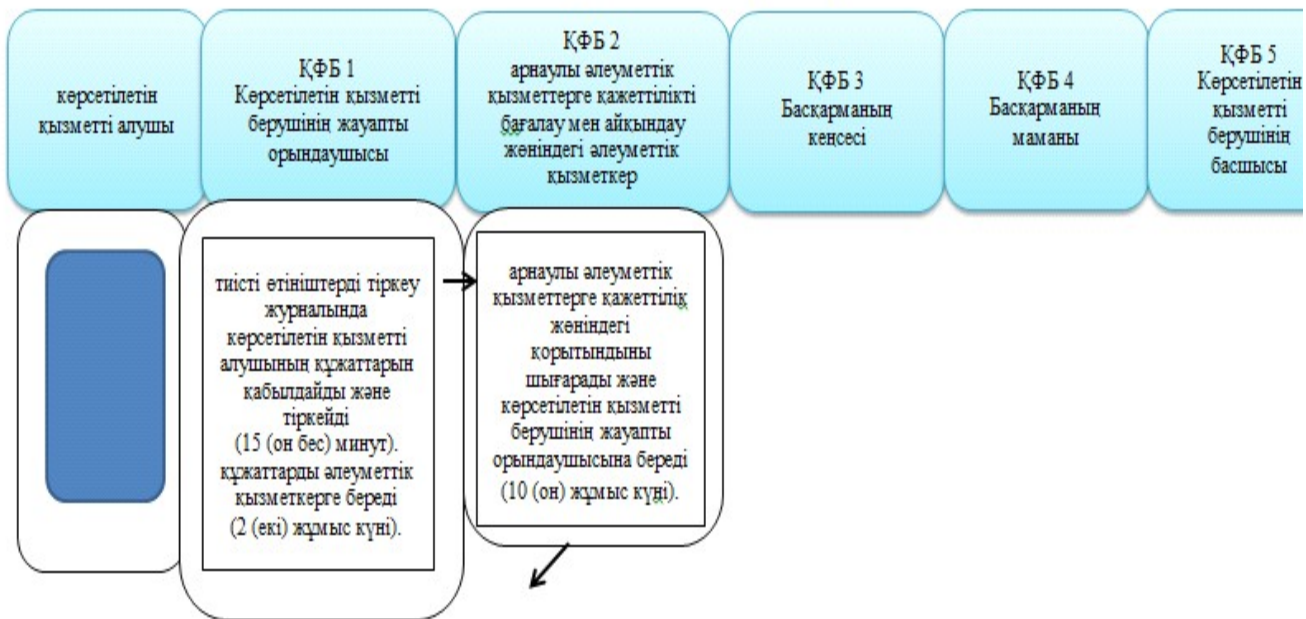 көрсетілетін
қызметті алушы
ҚФБ 1
Көрсетілетін қызметті
берушінің жауапты
орындаушысы
ҚФБ 2
арнаулы әлеуметтік
қызметтерге қажеттілікті
бағалау мен айқындау
жөніндегі әлеуметтік
қызметкер
ҚФБ 3
Басқарманың
кеңсесі
ҚФБ 4
Басқарманың
маманы
ҚФБ 5
Көрсетілетін
қызметті
берушінің
басшысы
тиісті өтініштерді тіркеу
журналында
көрсетілетін қызметті
алушының құжаттарын
қабылдайды және
тіркейді
(15 (он бес) минут).
құжаттарды әлеуметтік
қызметкерге береді
(2 (екі) жұмыс күні).
арнаулы әлеуметтік
қызметтерге қажеттілік
жөніндегі
қорытындыны
шығарады және
көрсетілетін қызметті
берушінің жауапты
орындаушысына береді
(10 (он) жұмыс күні).